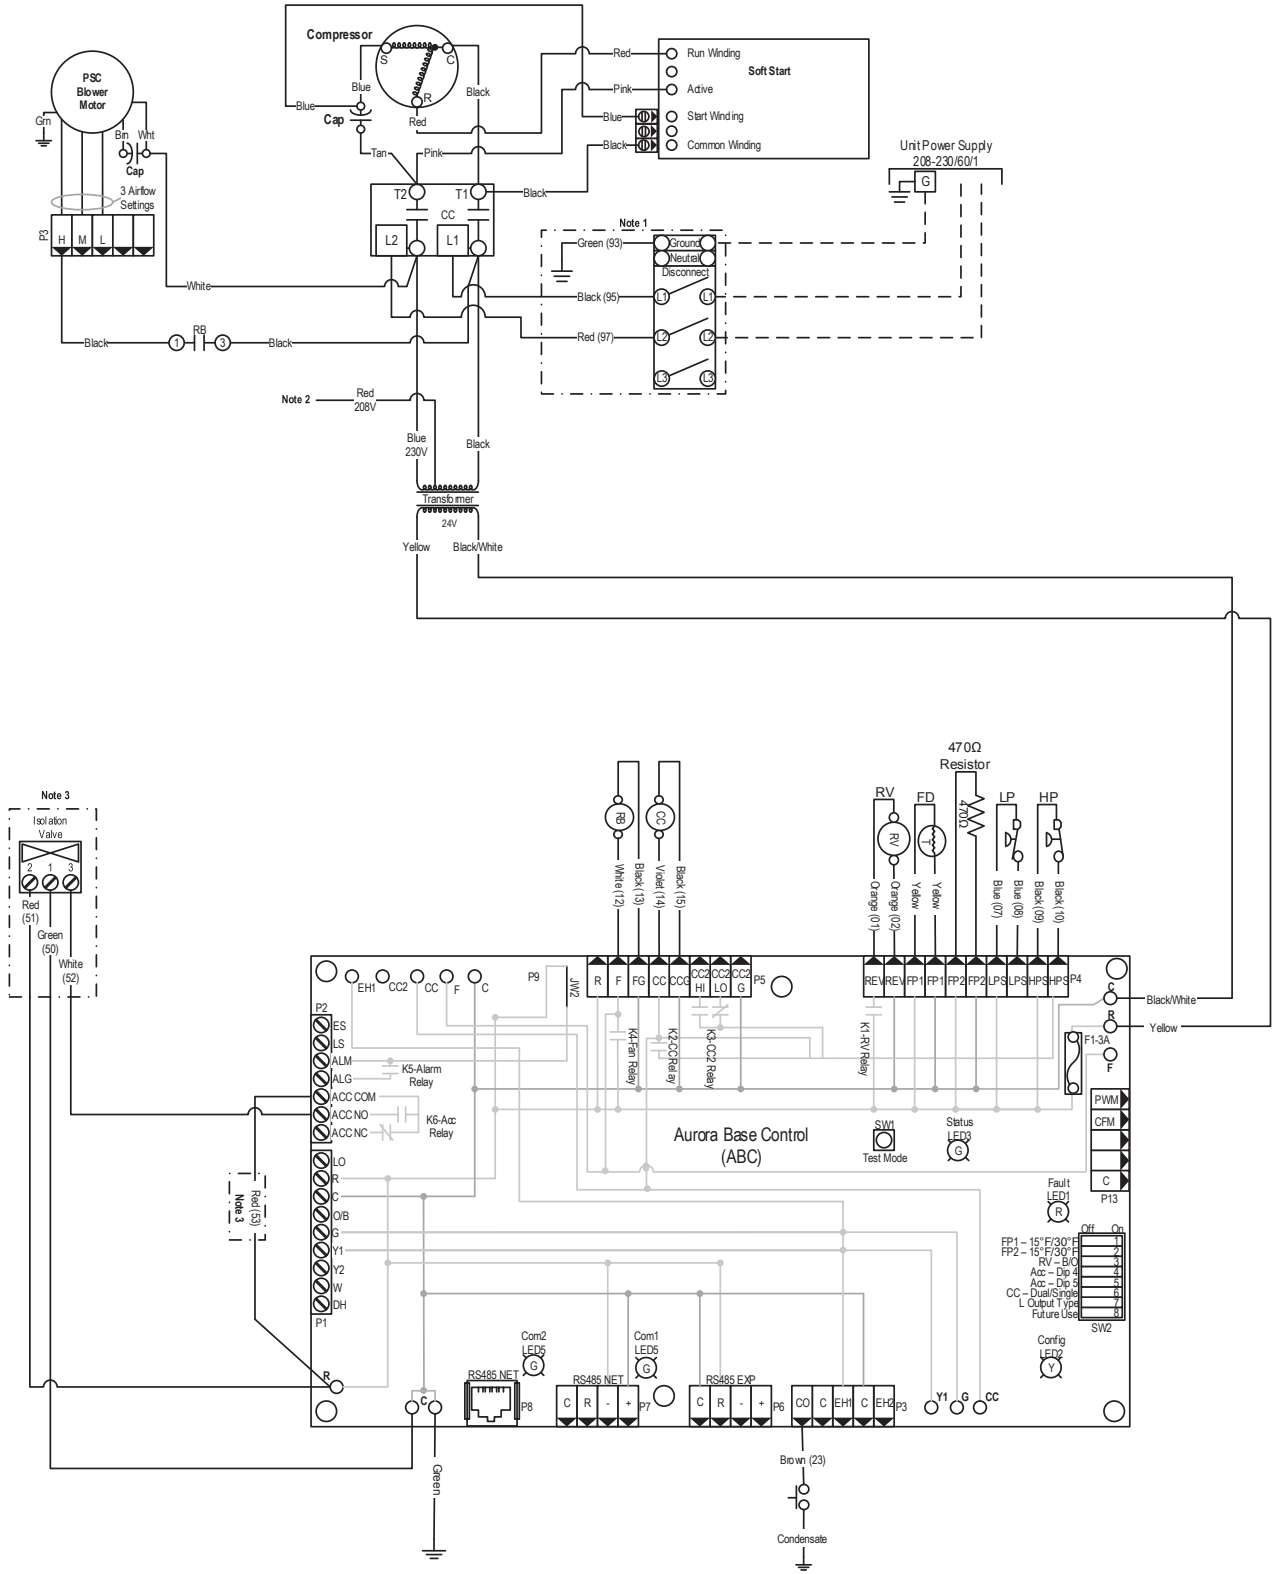 Compressor
S
C
R
PSC
Blower
Motor
Grn
Brn
Wht
Cap
3 Airflow
Settings
P3
H
M
L
Blue
Blue
Cap
Tan
Red
Black
Pink
Red
Pink
Blue
Black
Black
Run Winding
Soft Start
Active
Start Winding
Common Winding
Unit Power Supply
208-230/60/1
G
T2
T1
CC
L2
L1
Note 1
Green (93)
Ground
Neutral
Disconnect
Black (95)
L1
L1
Red (97)
L2
L2
L3
L3
White
Black
1
RB
3
Black
Note 2
Red
208V
Blue
230V
Black
Transformer
24V
Yellow
Black/White
470Ω
Resistor
470Ω
RV
FD
LP
HP
RB
CC
RV
T
White (12)
Black (13)
Violet (14)
Black (15)
Orange (01)
Orange (02)
Yellow
Yellow
Blue (07)
Blue (08)
Black (09)
Black (10)
Note 3
Isolation
Valve
2
1
3
Red
(51)
Green
(50)
White
(52)
EH1
CC2
CC
F
C
P9
JW2
R
F
FG
CC
CCG
CC2
HI
CC2
LO
CC2
G
P5
REV
REV
FP1
FP1
FP2
FP2
LPS
LPS
HPS
HPS
P4
C
Black/White
R
Yellow
F1-3A
F
P2
ES
LS
ALM
ALG
ACC COM
ACC NO
ACC NC
K5-Alarm
Relay
K6-Acc
Relay
K4-Fan Relay
K2-CC Relay
K3-CC2 Relay
K1-RV Relay
Aurora Base Control
(ABC)
SW1
Test Mode
Status
LED3
G
PWM
CFM
C
P13
Fault
LED1
R
LO
R
C
O/B
G
Y1
Y2
W
DH
P1
Red (53)
Note 3
Off
On
FP1 – 15°F/30°F
1
FP2 – 15°F/30°F
2
RV – B/O
3
Acc – Dip 4
4
Acc – Dip 5
5
CC – Dual/Single
6
L Output Type
7
Future Use
8
SW2
Config
LED2
Y
R
C
Com2
LED5
G
Com1
LED5
G
RS485 NET
P8
RS485 NET
C
R
-
+
P7
RS485 EXP
C
R
-
+
P6
CO
C
EH1
C
EH2
P3
Y1
G
CC
Green
Brown (23)
Condensate